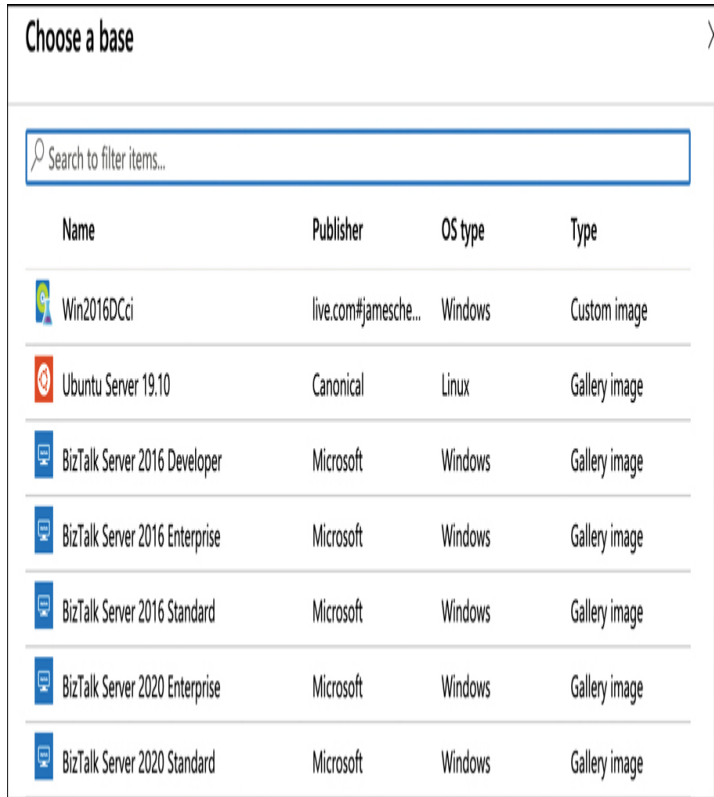 Choose a base
Search to filter items...
Name Publisher OS type Type
Win2016DCci live.com#jamesche... Windows Custom image
Ubuntu Server 19.10 Canonical Linux Gallery image
BizTalk Server 2016 Developer Microsoft Windows Gallery image
BizTalk Server 2016 Enterprise Microsoft Windows Gallery image
BizTalk Server 2016 Standard Microsoft Windows Gallery image
BizTalk Server 2020 Enterprise Microsoft Windows Gallery image
BizTalk Server 2020 Standard Microsoft Windows Gallery image